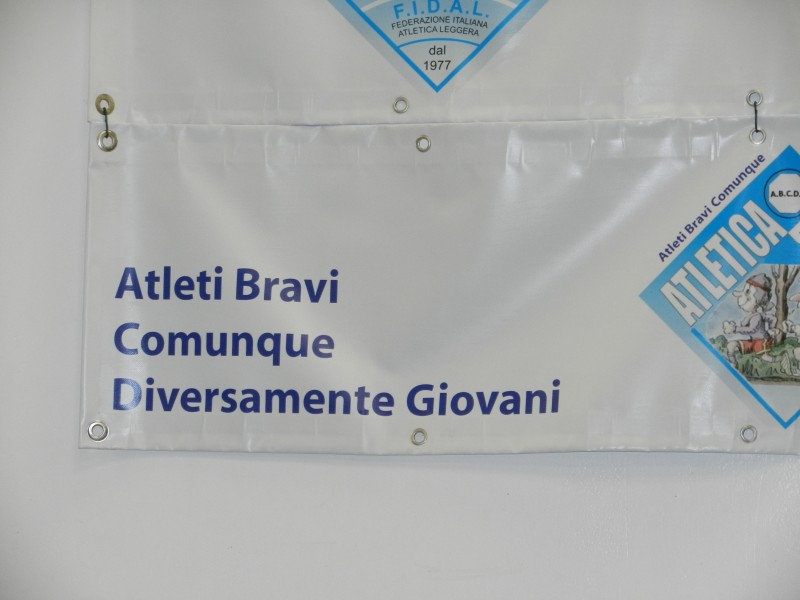 F.I.D.A.L.
FEDERAZIONE ITALIANA
ATLETICA LEGGERA
dal
1977
Atleti Bravi Comunque
A.B.C.D.
ATLETICA
Atleti Bravi
Comunque
Diversamente Giovani